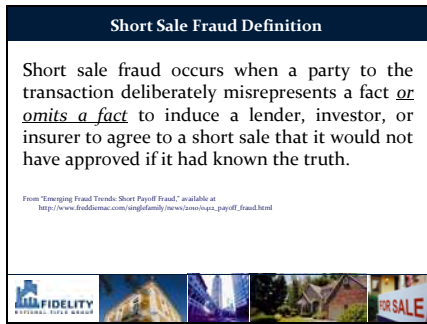 Short Sale Fraud Definition
Short sale fraud occurs when a party to the
transaction deliberately misrepresents a fact or
omits a fact to induce a lender, investor, or
insurer to agree to a short sale that it would not
have approved if it had known the truth.
From "Emerging Fraud Trends: Short Payoff Fraud," available at
http://www.freddiemac.com/singlefamily/news/2010/0412_payoff_fraud.html
FIDELITY
NATIONAL TITLE GROUP
FOR SALE